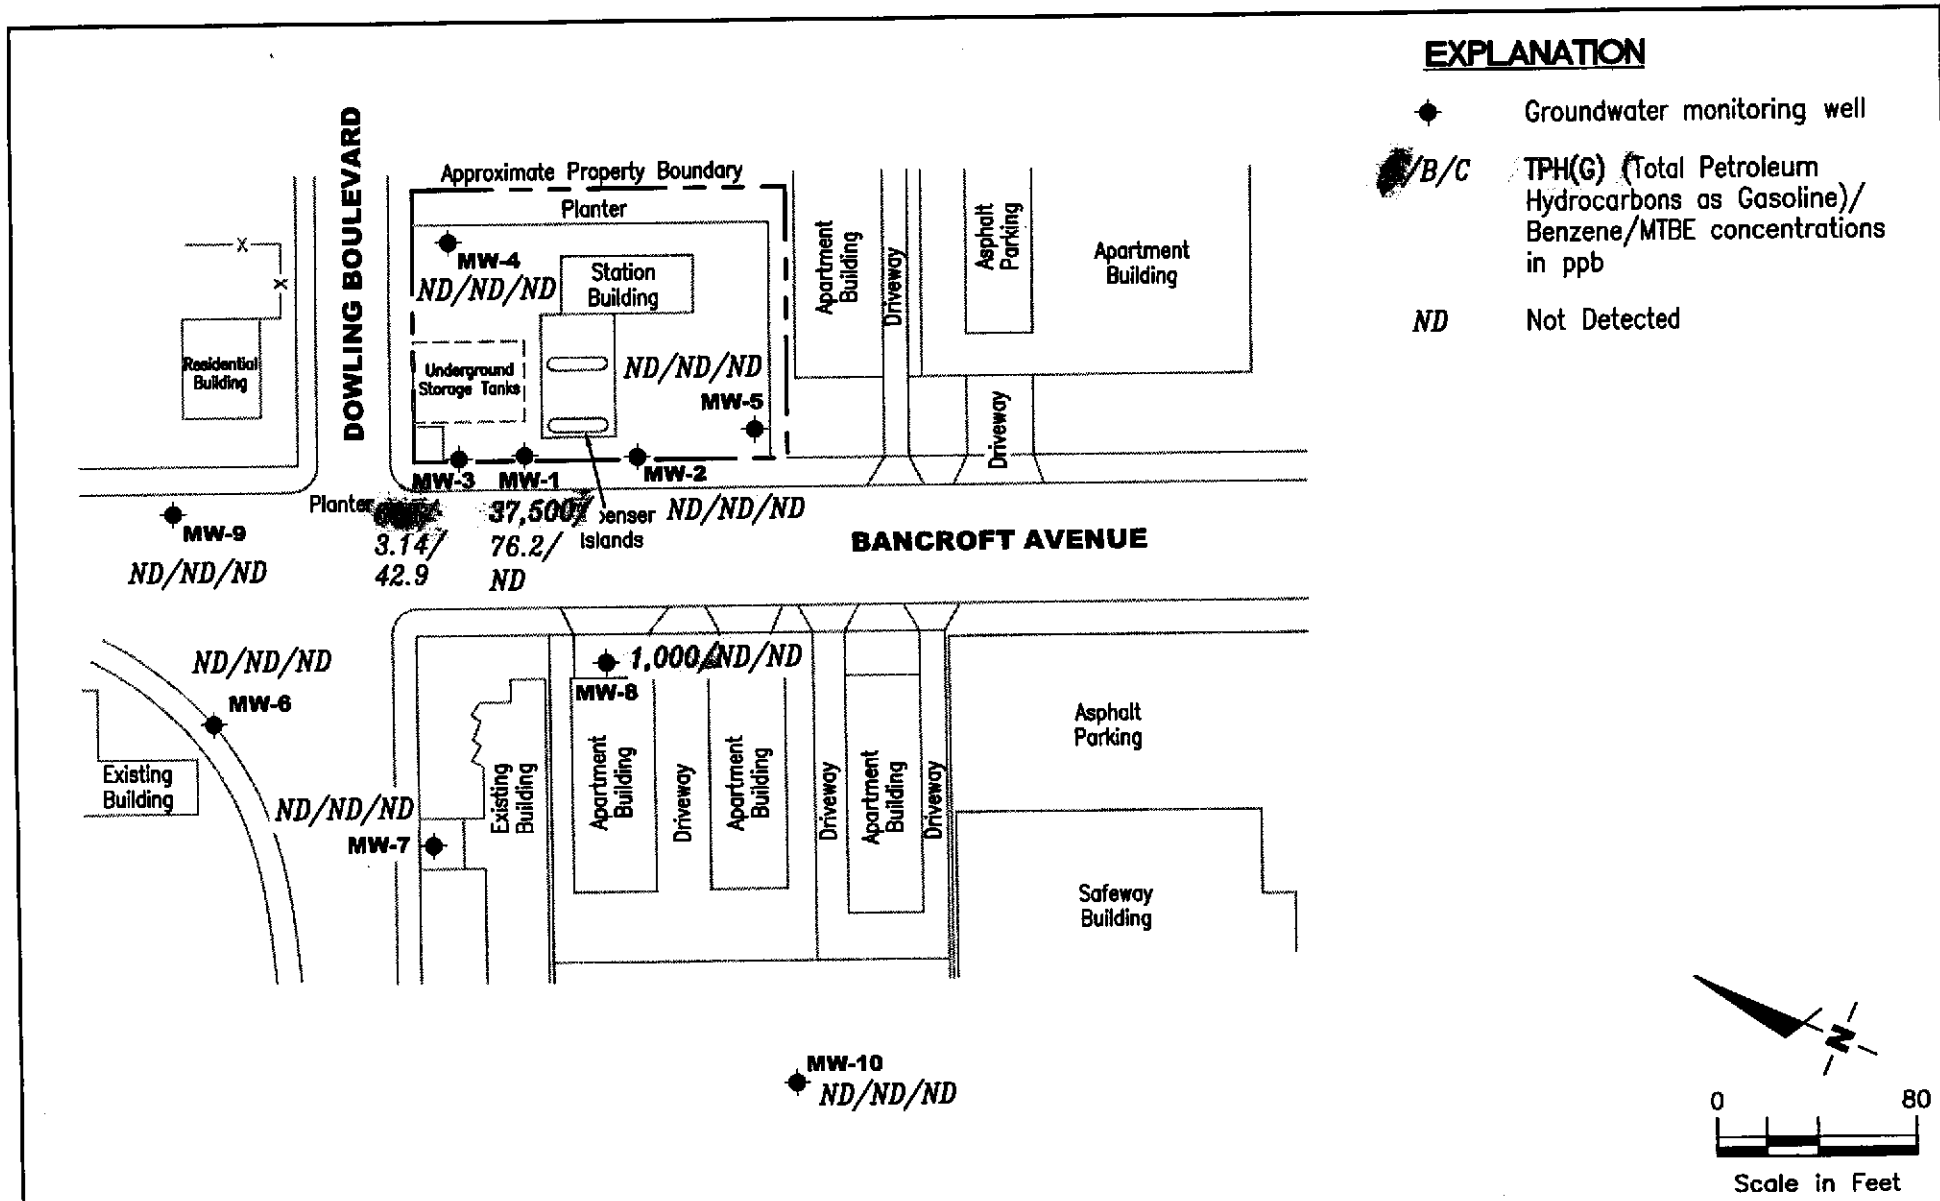 EXPLANATION
Groundwater monitoring well
/B/C
TPH(G) (Total Petroleum
Hydrocarbons as Gasoline)/
Benzene/MTBE concentrations
in ppb
ND
Not Detected
DOWLING BOULEVARD
Approximate Property Boundary
Planter
MW-4
ND/ND/ND
Station
Building
Underground
Storage Tanks
ND/ND/ND
MW-5
Residential
Building
X
X
Apartment
Building
Driveway
Asphalt
Parking
Apartment
Building
Driveway
MW-3
MW-1
MW-2
Planter
3.14/
42.9
37,500/
76.2/
ND
Islands
ND/ND/ND
BANCROFT AVENUE
MW-9
ND/ND/ND
ND/ND/ND
MW-6
Existing
Building
ND/ND/ND
MW-7
Existing
Building
1,000/ND/ND
MW-8
Apartment
Building
Driveway
Apartment
Building
Driveway
Apartment
Building
Driveway
Asphalt
Parking
Safeway
Building
MW-10
ND/ND/ND
N
0 80
Scale in Feet